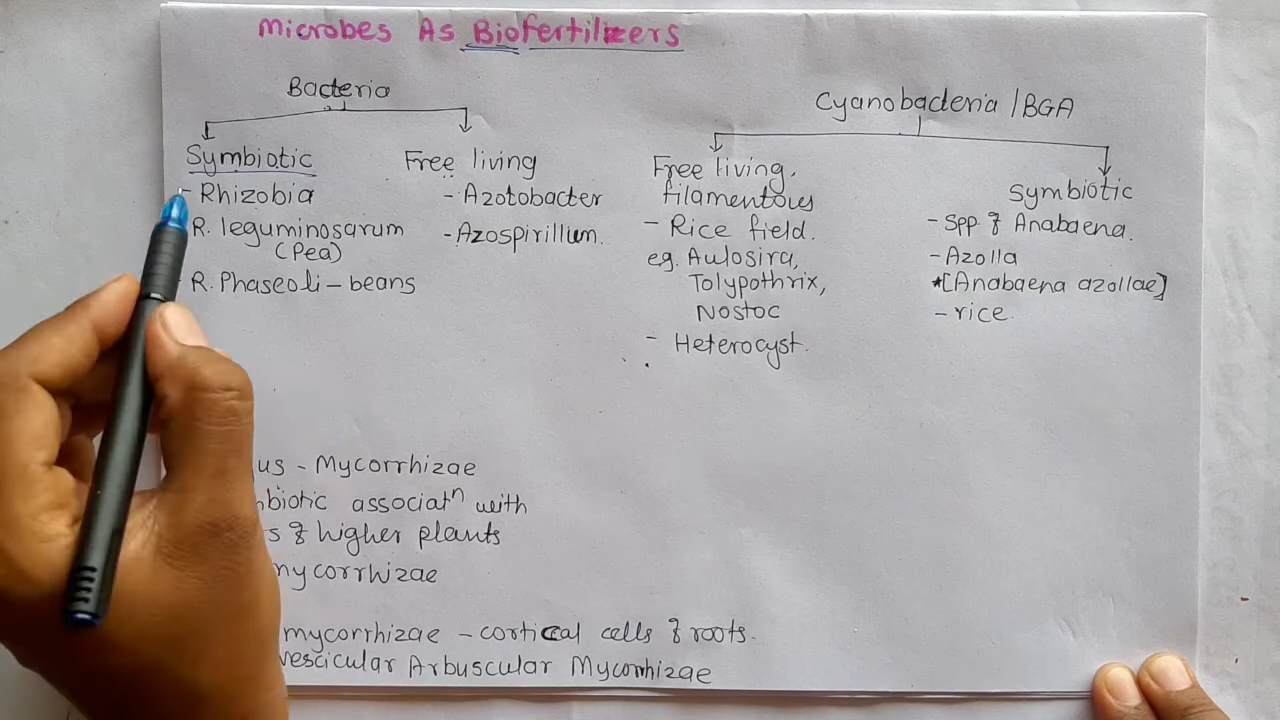 Microbes As Biofertilizers
Bacteria
Symbiotic
- Rhizobia
R. leguminosarum
(Pea)
- R. Phaseoli - beans
Free living
- Azotobacter
- Azospirillum.
Cyanobacteria / BGA
Free living,
filamentous
- Rice field.
eg. Aulosira,
Tolypothrix,
Nostoc
- Heterocyst.
Symbiotic
- Spp. of Anabaena.
- Azolla
*[Anabaena azollae]
- rice.
- Mycorrhizae
associatn with
of higher plants
mycorrhizae
mycorrhizae - cortical cells of roots.
vescicular Arbuscular Mycorrhizae